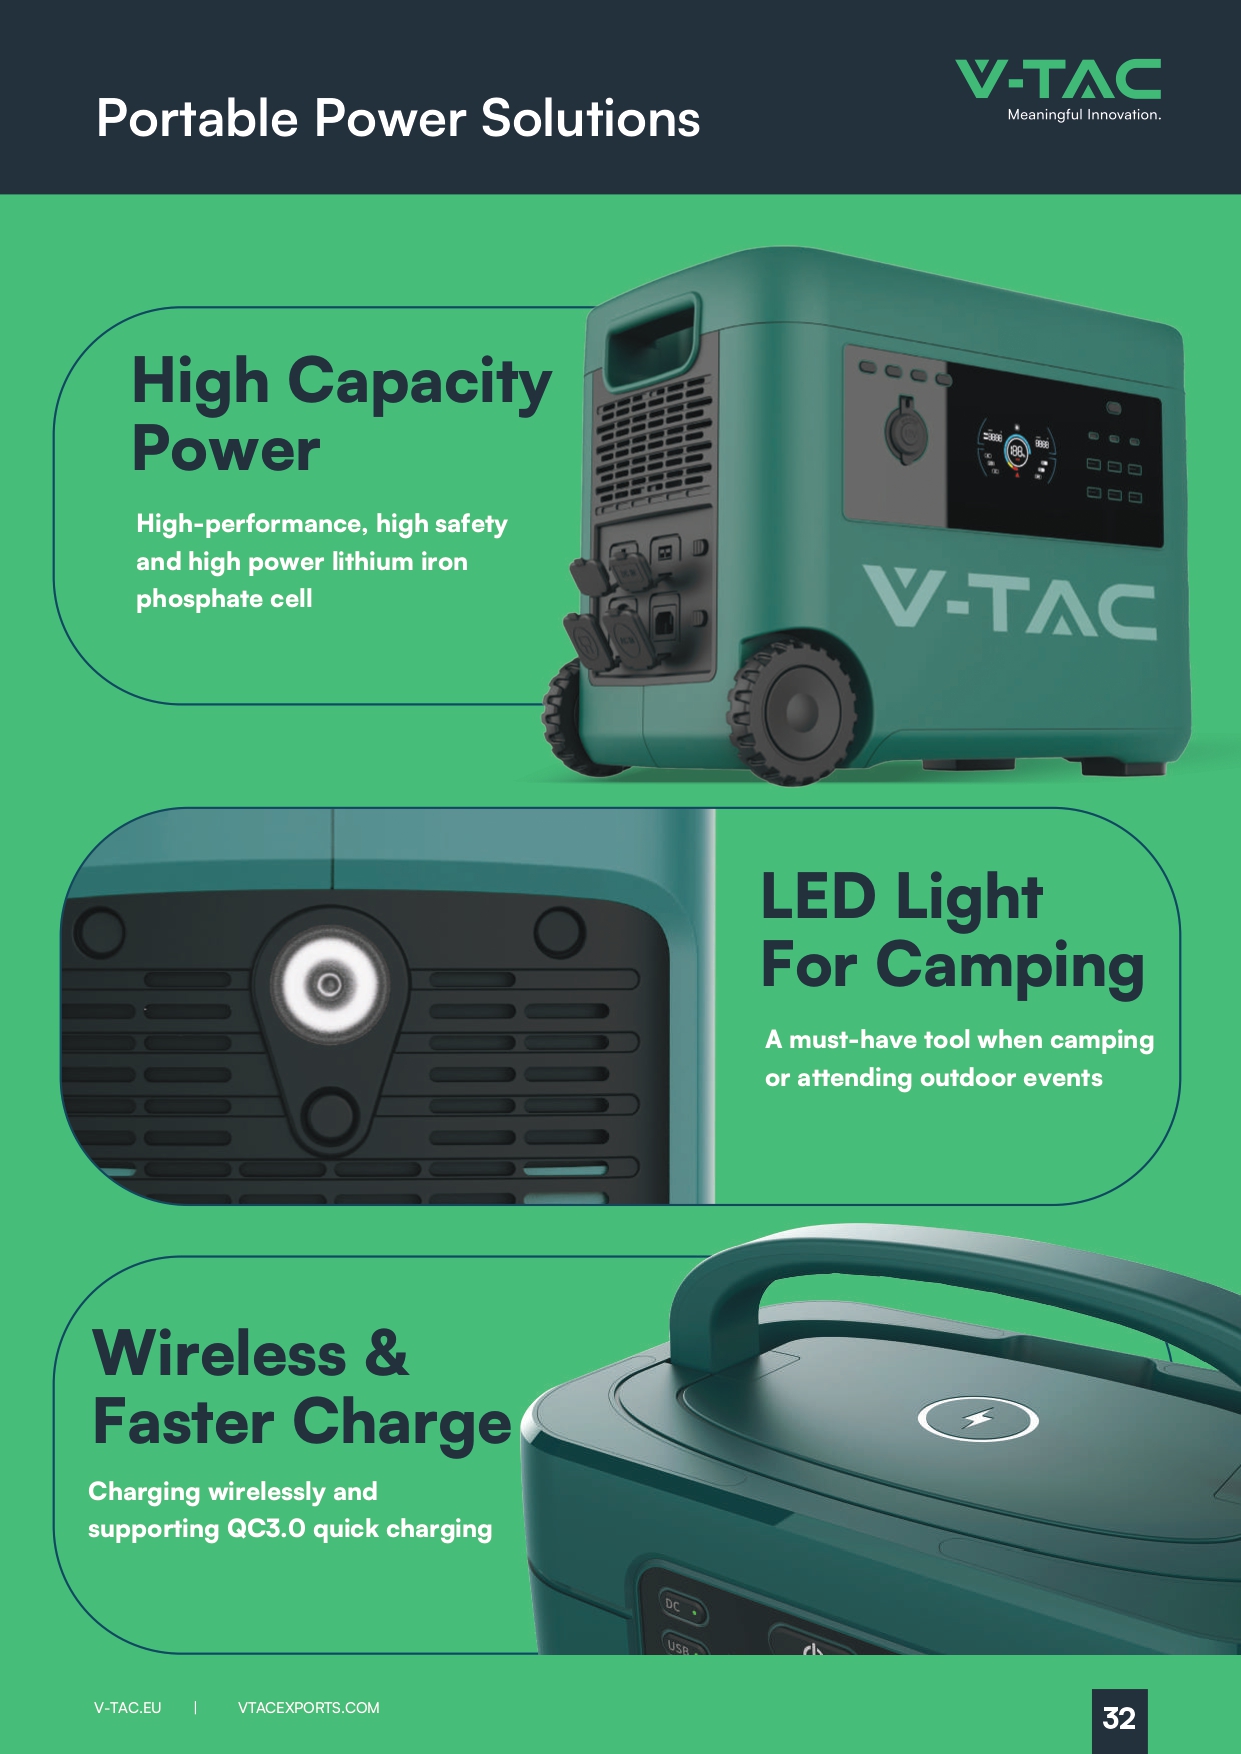 Portable Power Solutions
V-TAC
Meaningful Innovation.
High Capacity
Power
High-performance, high safety
and high power lithium iron
phosphate cell
V-TAC
LED Light
For Camping
A must-have tool when camping
or attending outdoor events
Wireless &
Faster Charge
Charging wirelessly and
supporting QC3.0 quick charging
DC
USB
V-TAC.EU | VTACEXPORTS.COM
32